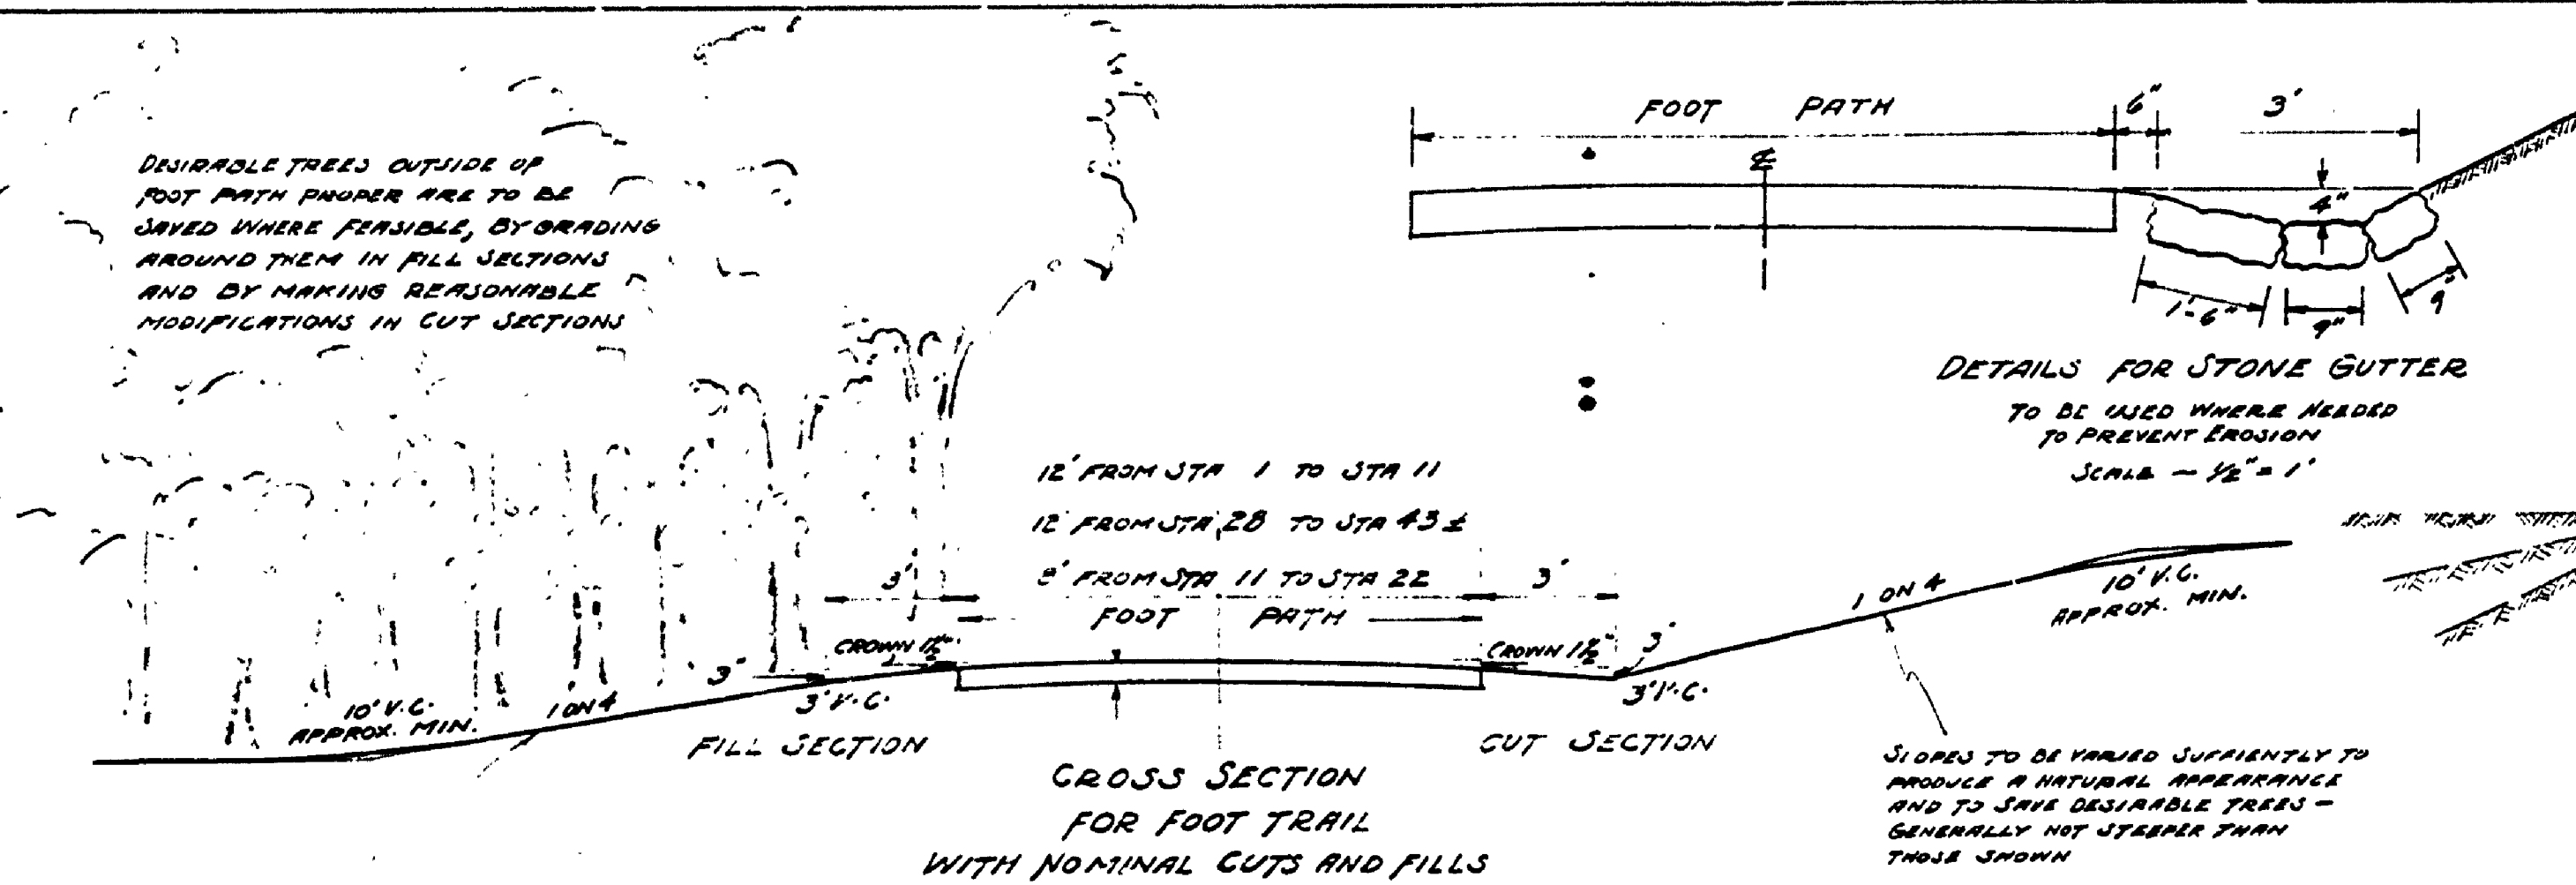 DESIRABLE TREES OUTSIDE OF
FOOT PATH PROPER ARE TO BE
SAVED WHERE FEASIBLE, BY GRADING
AROUND THEM IN FILL SECTIONS
AND BY MAKING REASONABLE
MODIFICATIONS IN CUT SECTIONS
FOOT PATH
6"
3'
℄
4"
1'-6"
9"
9"
DETAILS FOR STONE GUTTER
TO BE USED WHERE NEEDED
TO PREVENT EROSION
SCALE - 1/2" = 1'
12' FROM STA 1 TO STA 11
12' FROM STA 28 TO STA 43±
8' FROM STA 11 TO STA 22
3'
3'
FOOT PATH
CROWN 1½"
CROWN 1½"
3"
3'
3' V.C.
3' V.C.
10' V.C.
APPROX. MIN.
1 ON 4
1 ON 4
10' V.C.
APPROX. MIN.
FILL SECTION
CUT SECTION
CROSS SECTION
FOR FOOT TRAIL
WITH NOMINAL CUTS AND FILLS
SLOPES TO BE VARIED SUFFIENTLY TO
PRODUCE A NATURAL APPEARANCE
AND TO SAVE DESIRABLE TREES -
GENERALLY NOT STEEPER THAN
THOSE SHOWN